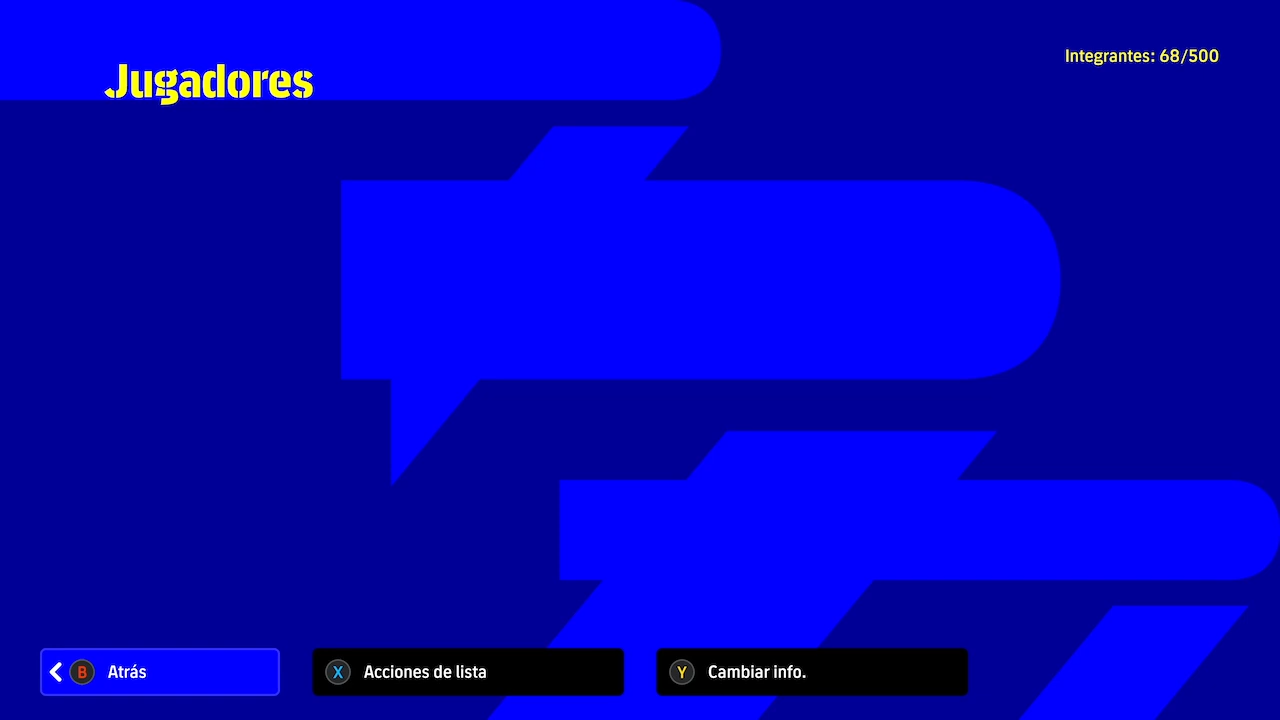 Jugadores
Integrantes: 68/500
B Atrás
X Acciones de lista
Y Cambiar info.